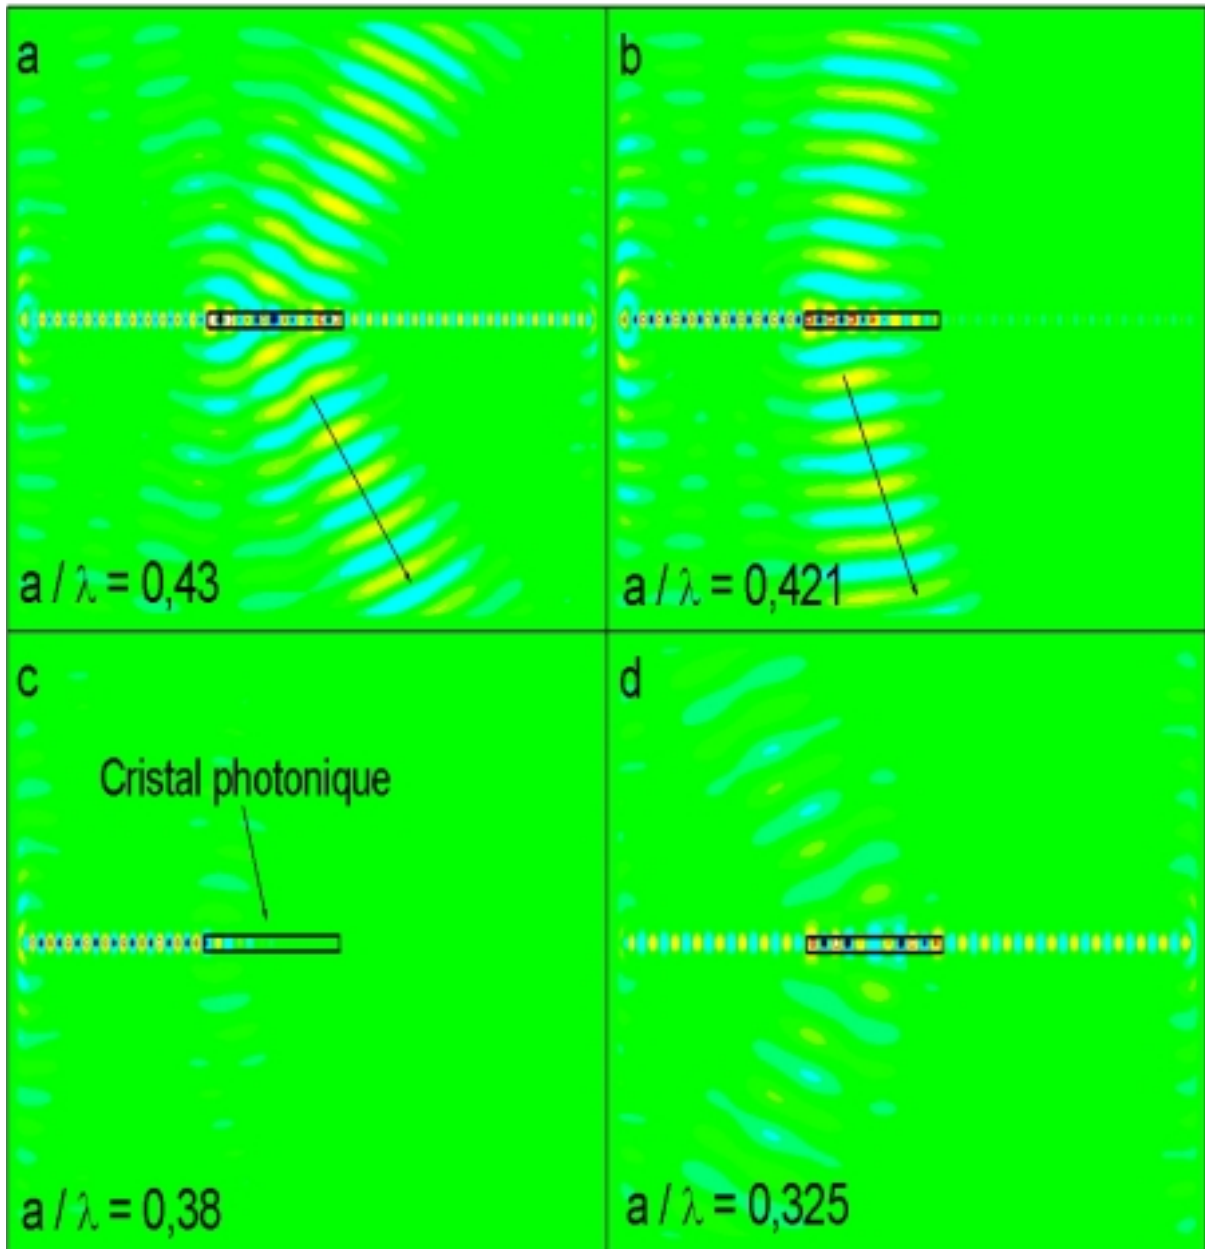 a
b
a / λ = 0,43
a / λ = 0,421
c
d
Cristal photonique
a / λ = 0,38
a / λ = 0,325